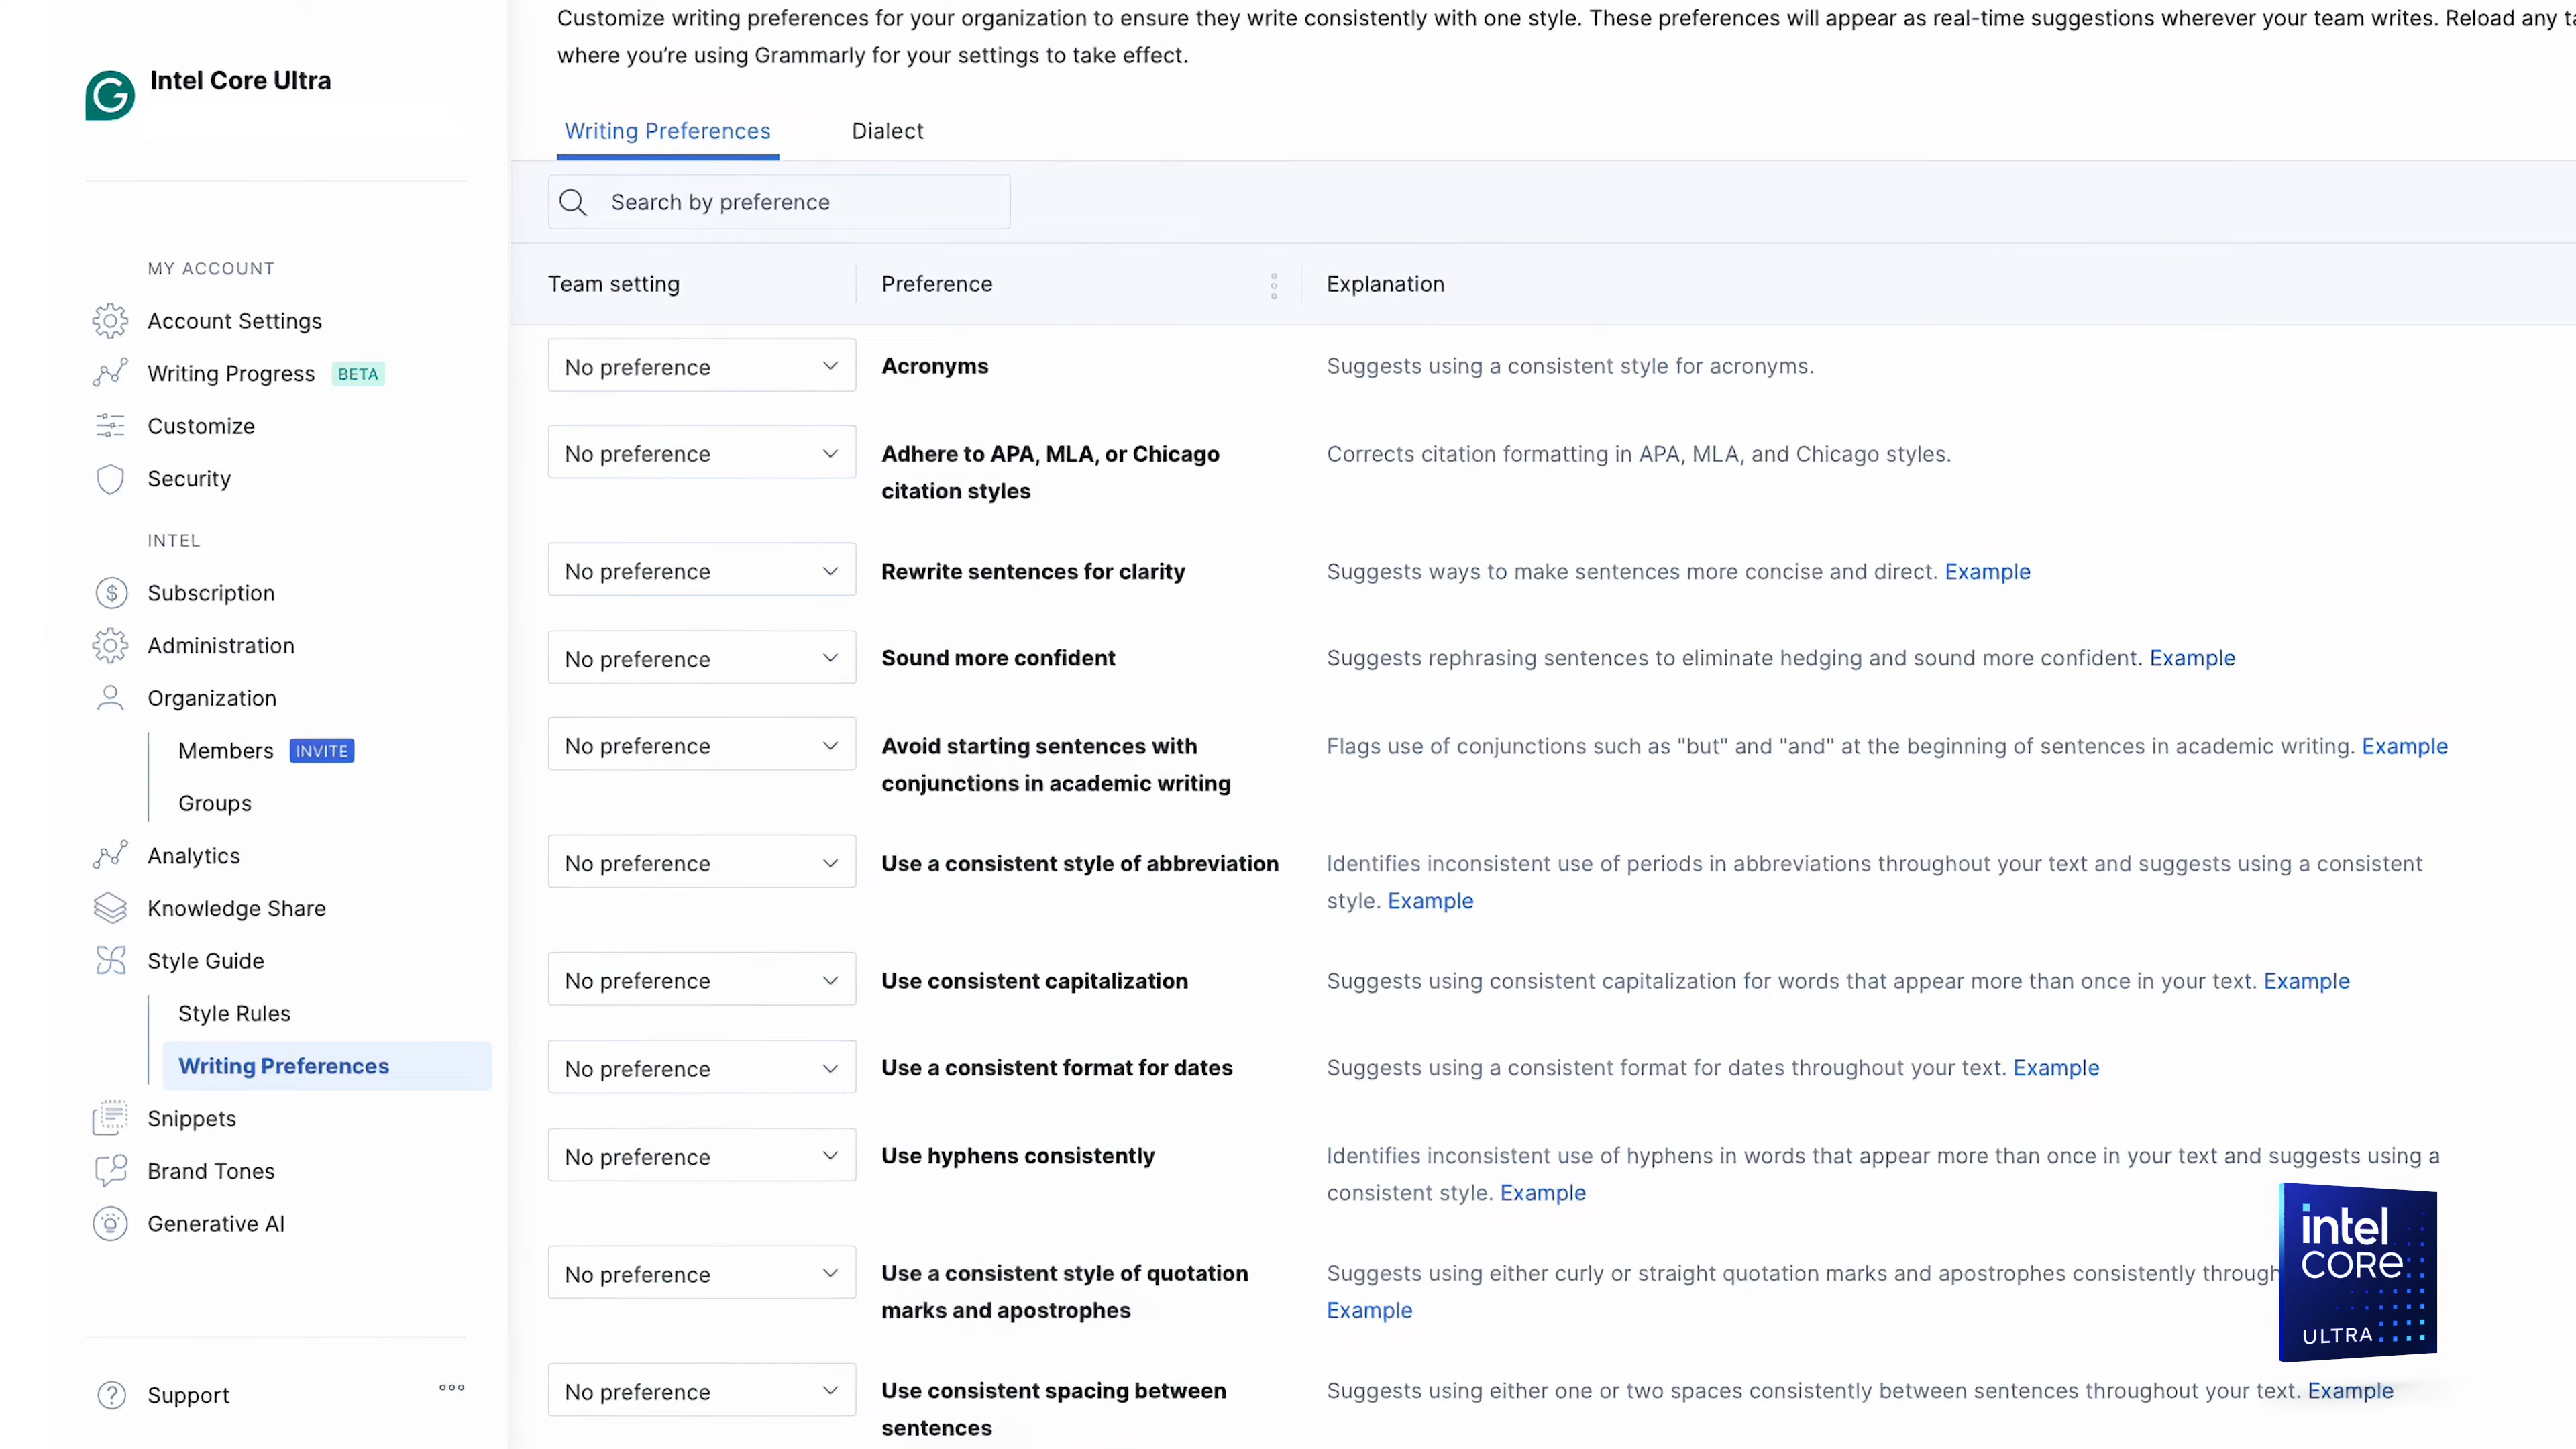 Customize writing preferences for your organization to ensure they write consistently with one style. These preferences will appear as real-time suggestions wherever your team writes. Reload any
where you’re using Grammarly for your settings to take effect.
Intel Core Ultra
MY ACCOUNT
Account Settings
Writing Progress BETA
Customize
Security
INTEL
Subscription
Administration
Organization
Members INVITE
Groups
Analytics
Knowledge Share
Style Guide
Style Rules
Writing Preferences
Snippets
Brand Tones
Generative AI
Support
Writing Preferences Dialect
Search by preference
Team setting Preference Explanation
No preference Acronyms Suggests using a consistent style for acronyms.
No preference Adhere to APA, MLA, or Chicago Corrects citation formatting in APA, MLA, and Chicago styles.
citation styles
No preference Rewrite sentences for clarity Suggests ways to make sentences more concise and direct. Example
No preference Sound more confident Suggests rephrasing sentences to eliminate hedging and sound more confident. Example
No preference Avoid starting sentences with Flags use of conjunctions such as "but" and "and" at the beginning of sentences in academic writing. Example
conjunctions in academic writing
No preference Use a consistent style of abbreviation Identifies inconsistent use of periods in abbreviations throughout your text and suggests using a consistent
style. Example
No preference Use consistent capitalization Suggests using consistent capitalization for words that appear more than once in your text. Example
No preference Use a consistent format for dates Suggests using a consistent format for dates throughout your text. Example
No preference Use hyphens consistently Identifies inconsistent use of hyphens in words that appear more than once in your text and suggests using a
consistent style. Example
No preference Use a consistent style of quotation Suggests using either curly or straight quotation marks and apostrophes consistently through
marks and apostrophes Example
No preference Use consistent spacing between Suggests using either one or two spaces consistently between sentences throughout your text. Example
sentences
intel
CORE
ULTRA